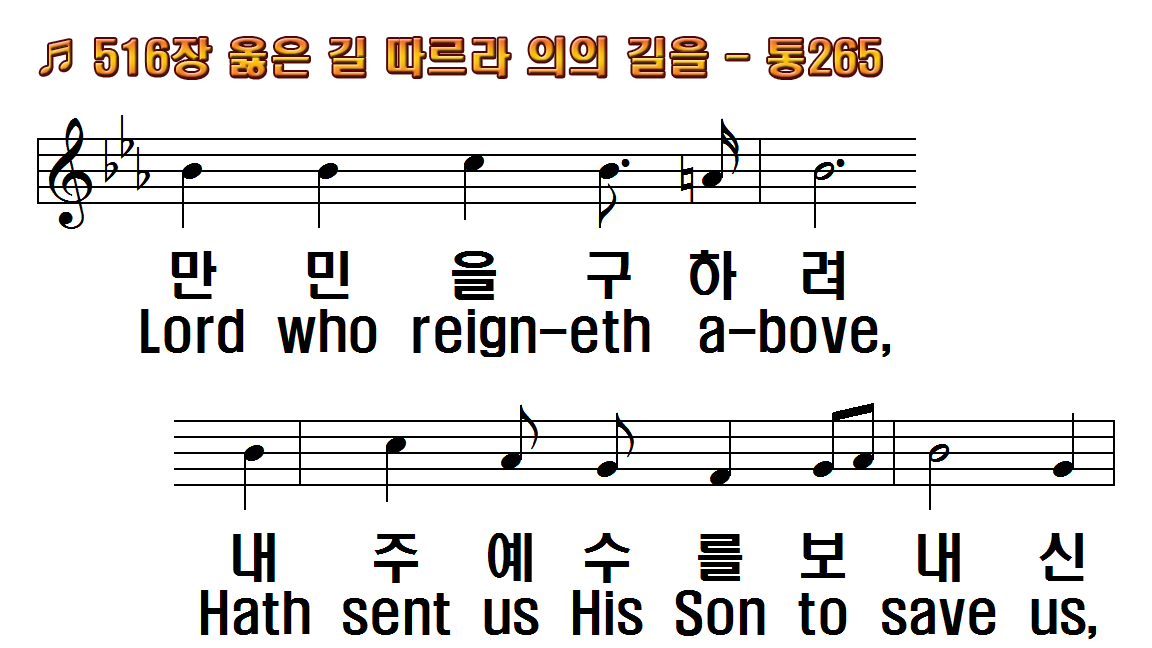 ♬ 516장 옳은 길 따르라 의의 길을 - 통265
만 민 을 구 하 려
Lord who reign-eth a-bove,
내 주 예 수 를 보 내 신
Hath sent us His Son to save us,